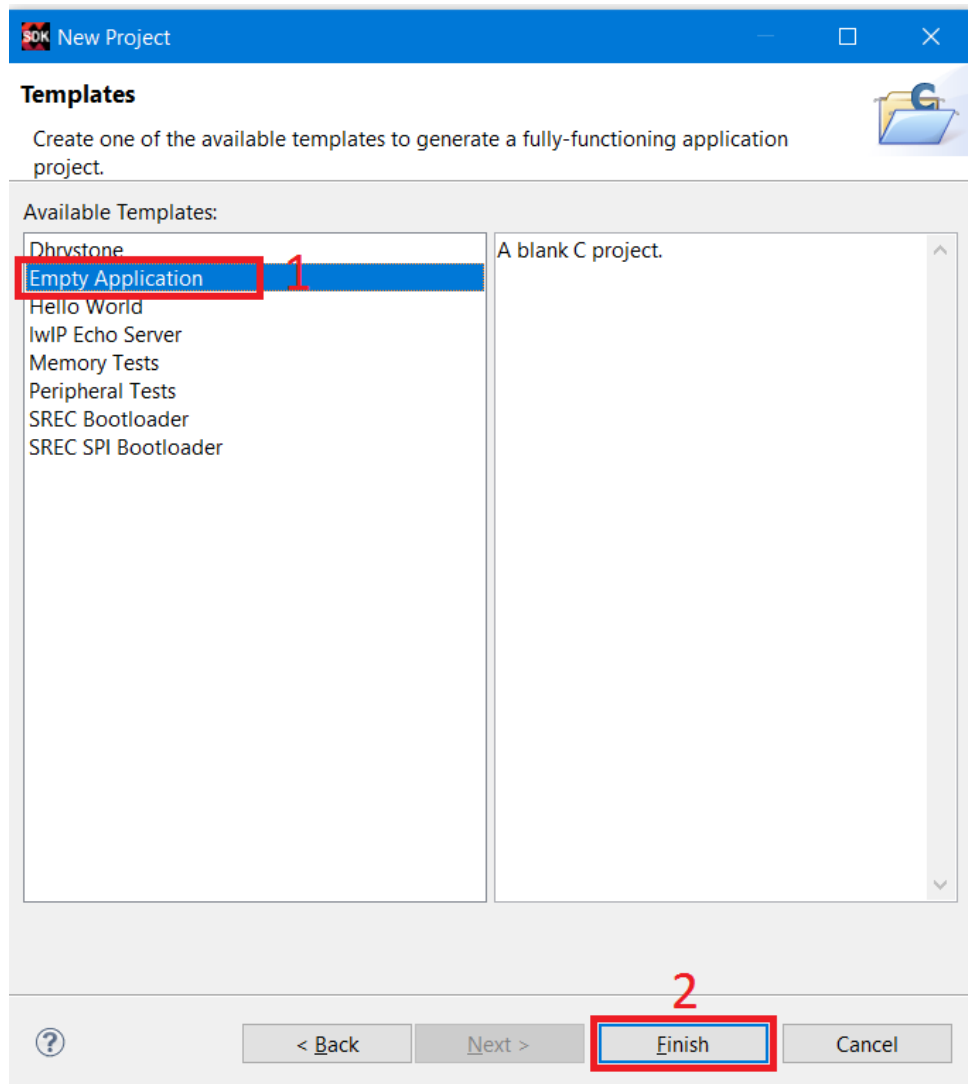 SDK New Project
Templates
Create one of the available templates to generate a fully-functioning application
project.
Available Templates:
Dhrystone
Empty Application 1
Hello World
lwIP Echo Server
Memory Tests
Peripheral Tests
SREC Bootloader
SREC SPI Bootloader
A blank C project.
2
? < Back Next > Finish Cancel